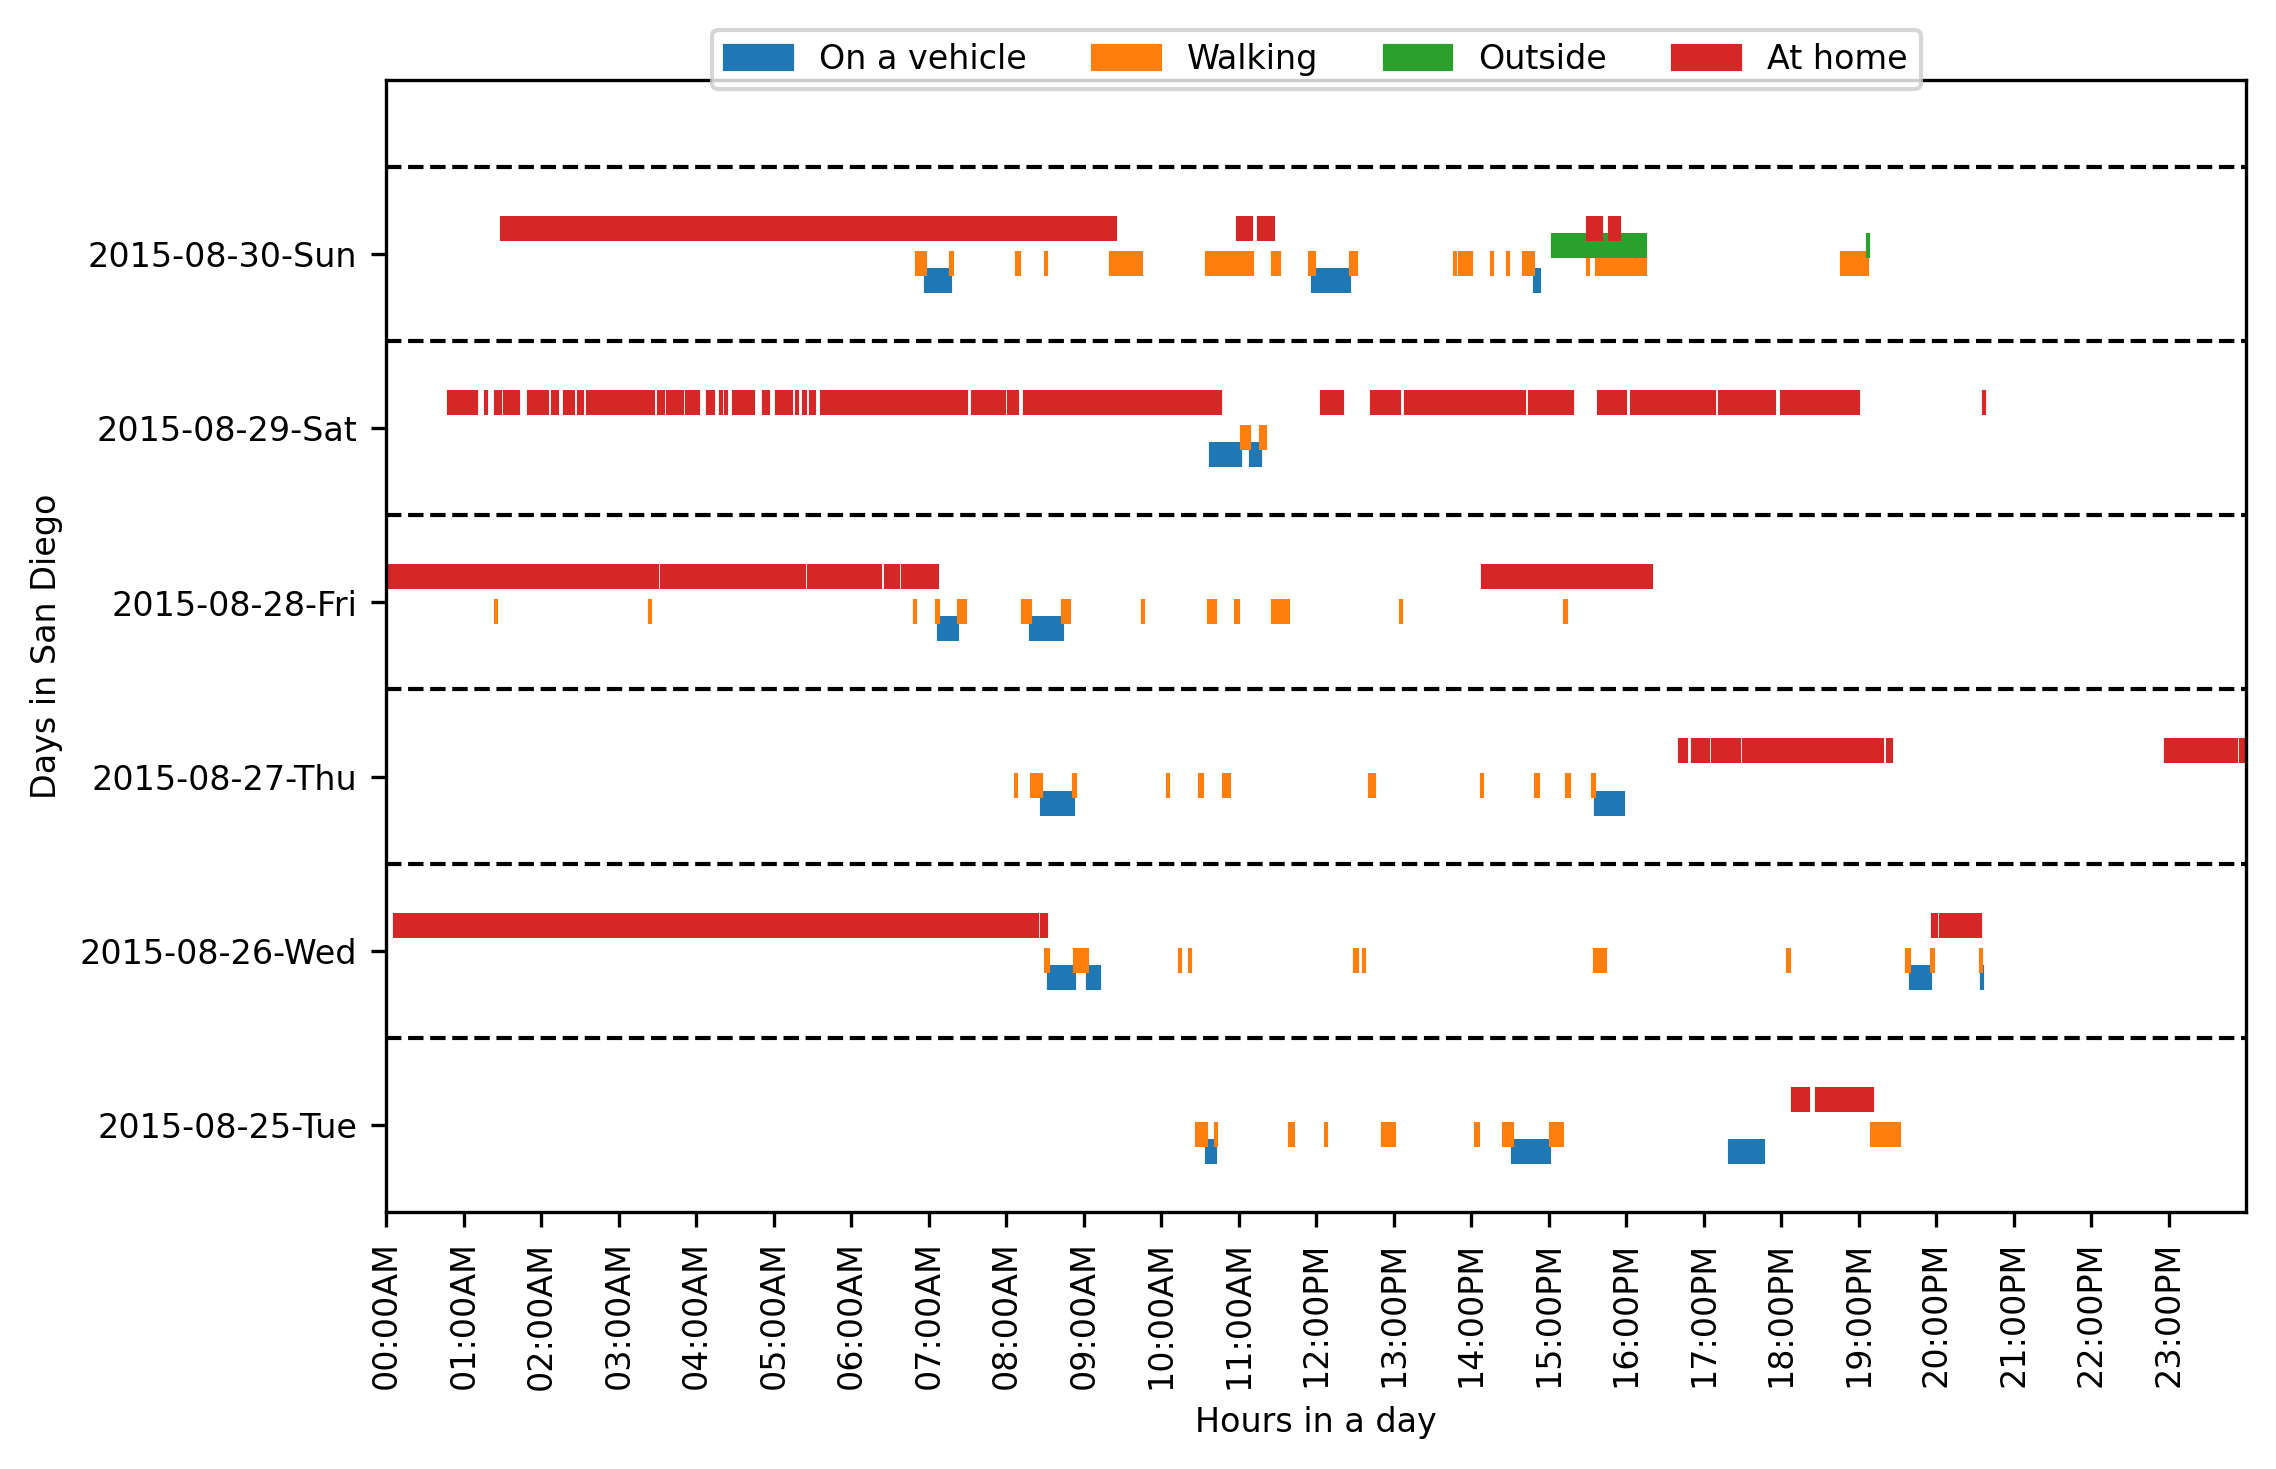 On a vehicle Walking Outside At home
2015-08-30-Sun
2015-08-29-Sat
2015-08-28-Fri
2015-08-27-Thu
2015-08-26-Wed
2015-08-25-Tue
Days in San Diego
00:00AM 01:00AM 02:00AM 03:00AM 04:00AM 05:00AM 06:00AM 07:00AM 08:00AM 09:00AM 10:00AM 11:00AM 12:00PM 13:00PM 14:00PM 15:00PM 16:00PM 17:00PM 18:00PM 19:00PM 20:00PM 21:00PM 22:00PM 23:00PM
Hours in a day